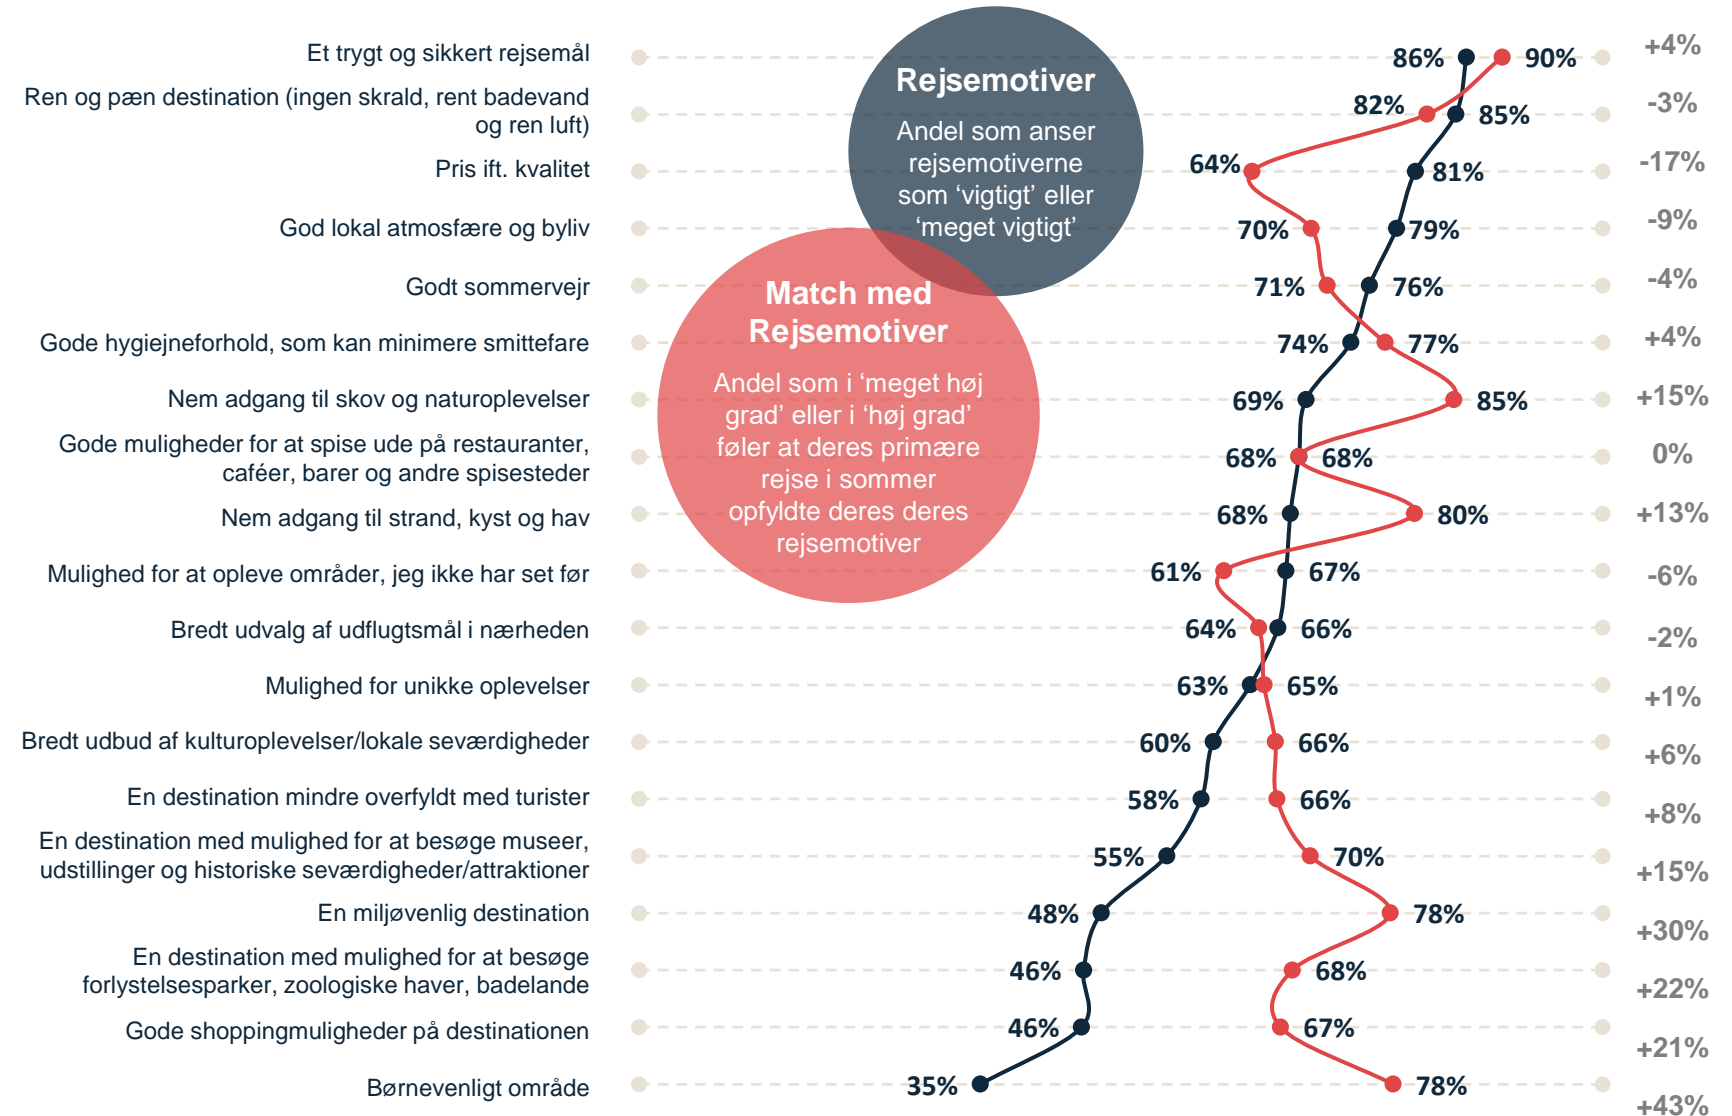 Et trygt og sikkert rejsemål
86%
90%
+4%
Ren og pæn destination (ingen skrald, rent badevand
og ren luft)
82%
85%
-3%
Pris ift. kvalitet
64%
81%
-17%
God lokal atmosfære og byliv
70%
79%
-9%
Godt sommervejr
71%
76%
-4%
Gode hygiejneforhold, som kan minimere smittefare
74%
77%
+4%
Nem adgang til skov og naturoplevelser
69%
85%
+15%
Gode muligheder for at spise ude på restauranter,
caféer, barer og andre spisesteder
68%
68%
0%
Nem adgang til strand, kyst og hav
68%
80%
+13%
Mulighed for at opleve områder, jeg ikke har set før
61%
67%
-6%
Bredt udvalg af udflugtsmål i nærheden
64%
66%
-2%
Mulighed for unikke oplevelser
63%
65%
+1%
Bredt udbud af kulturoplevelser/lokale seværdigheder
60%
66%
+6%
En destination mindre overfyldt med turister
58%
66%
+8%
En destination med mulighed for at besøge museer,
udstillinger og historiske seværdigheder/attraktioner
55%
70%
+15%
En miljøvenlig destination
48%
78%
+30%
En destination med mulighed for at besøge
forlystelsesparker, zoologiske haver, badelande
46%
68%
+22%
Gode shoppingmuligheder på destinationen
46%
67%
+21%
Børnevenligt område
35%
78%
+43%
Rejsemotiver
Andel som anser
rejsemotiverne
som ‘vigtigt’ eller
‘meget vigtigt’
Match med
Rejsemotiver
Andel som i ‘meget høj
grad’ eller i ‘høj grad’
føler at deres primære
rejse i sommer
opfyldte deres deres
rejsemotiver